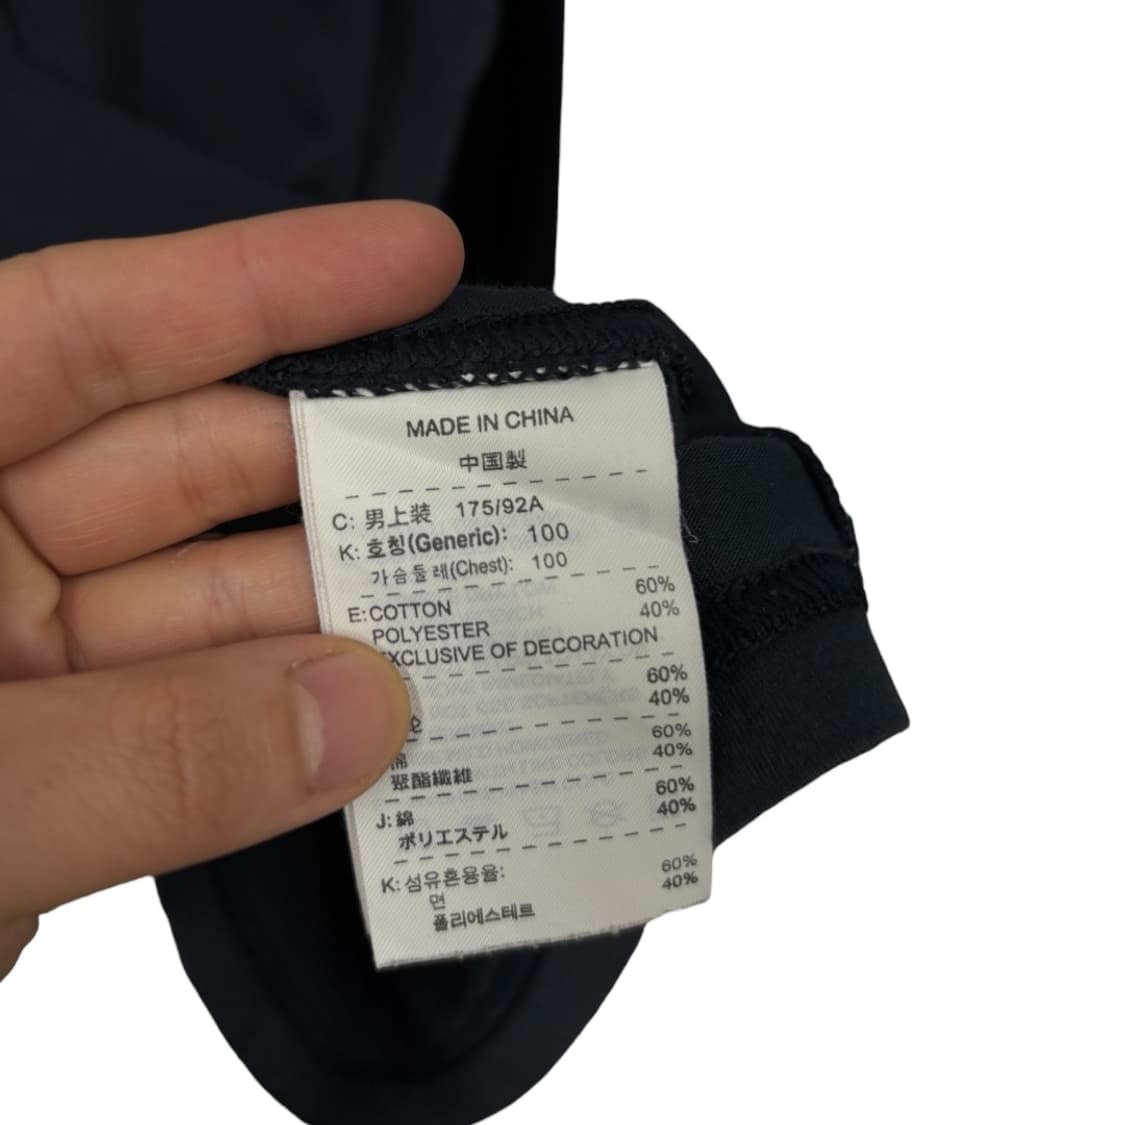 MADE IN CHINA
中国製
C: 男上装 175/92A
K: 호칭(Generic): 100
가슴둘레(Chest): 100
E: COTTON 60%
POLYESTER 40%
XCLUSIVE OF DECORATION
60%
40%
棉 60%
聚酯纖維 40%
J: 綿 60%
ポリエステル 40%
K: 섬유혼용율:
면 60%
폴리에스테르 40%